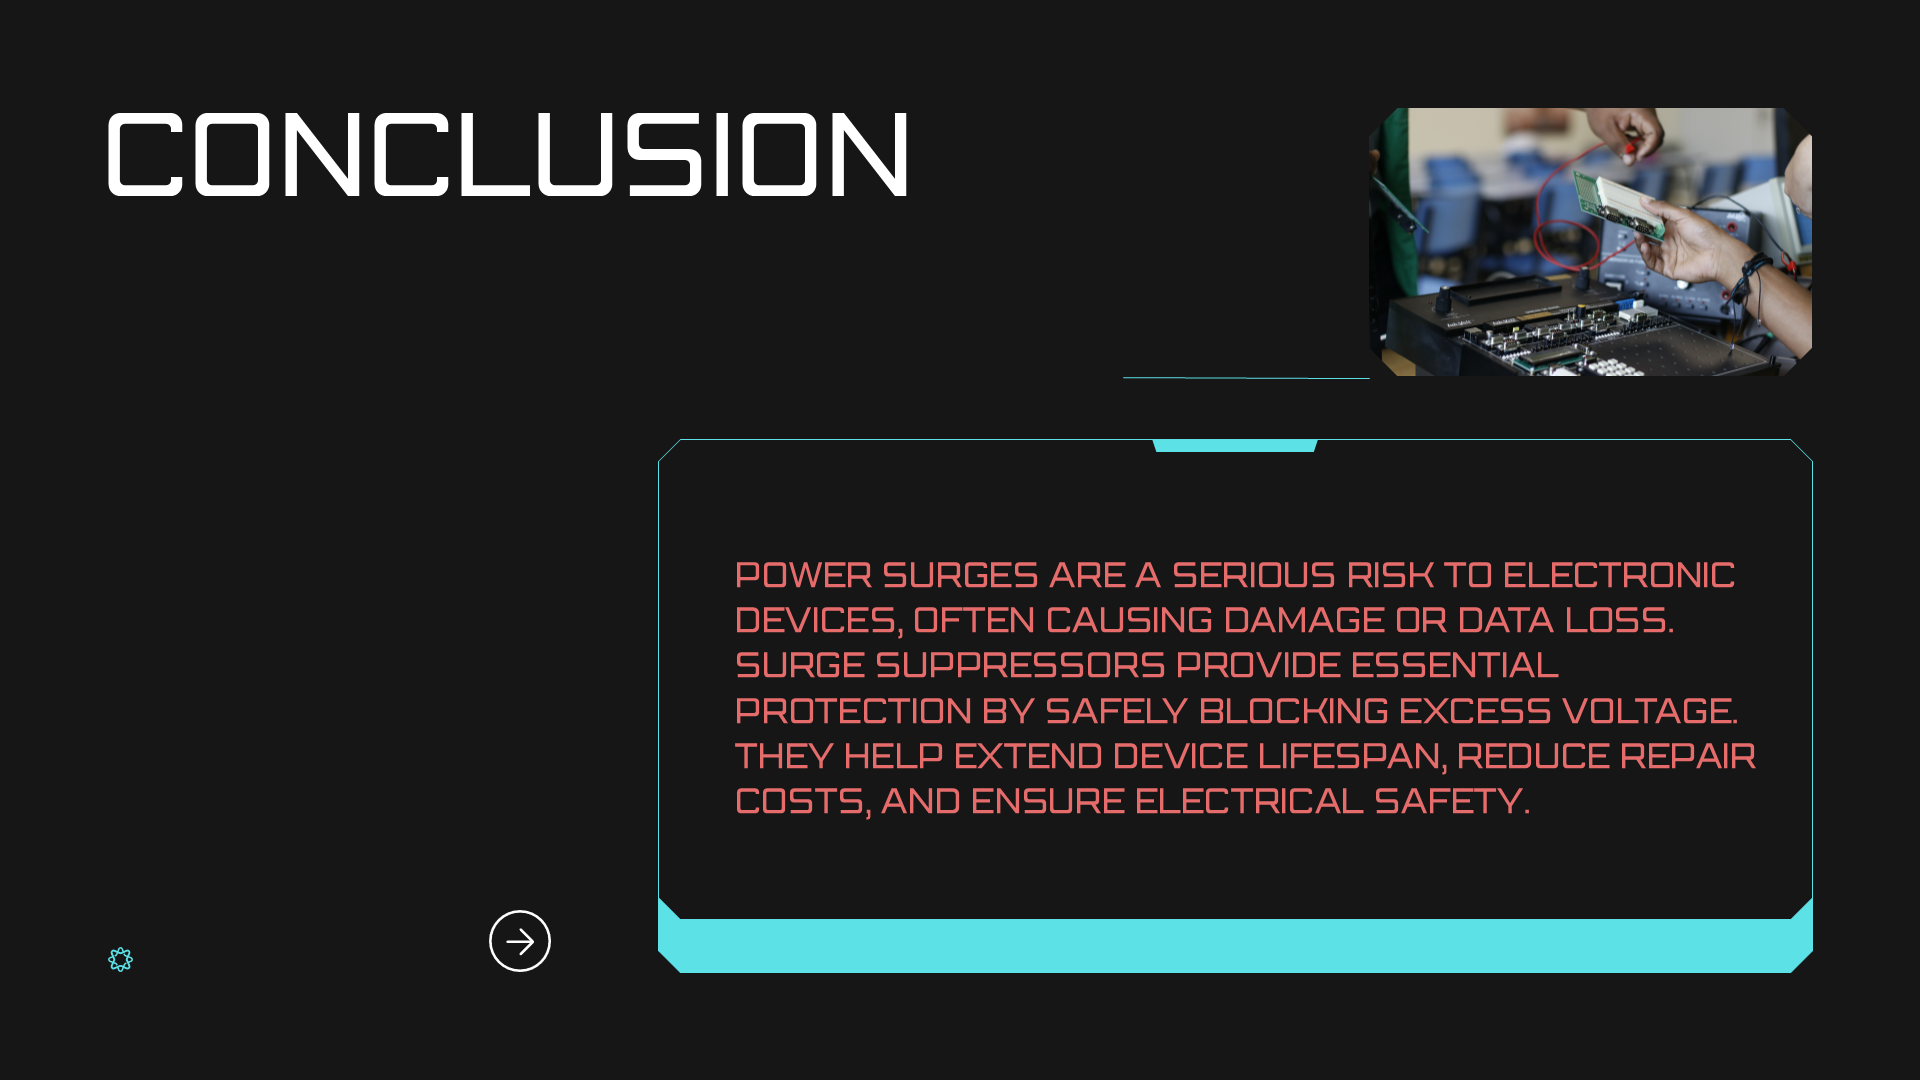 CONCLUSION
POWER SURGES ARE A SERIOUS RISK TO ELECTRONIC
DEVICES, OFTEN CAUSING DAMAGE OR DATA LOSS.
SURGE SUPPRESSORS PROVIDE ESSENTIAL
PROTECTION BY SAFELY BLOCKING EXCESS VOLTAGE.
THEY HELP EXTEND DEVICE LIFESPAN, REDUCE REPAIR
COSTS, AND ENSURE ELECTRICAL SAFETY.